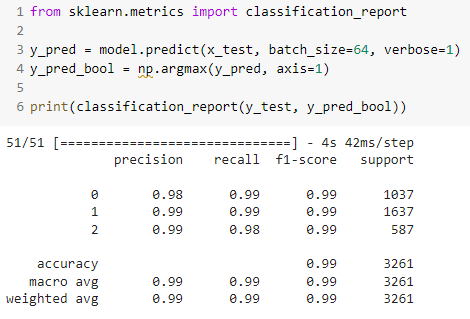 1 from sklearn.metrics import classification_report
2
3 y_pred = model.predict(x_test, batch_size=64, verbose=1)
4 y_pred_bool = np.argmax(y_pred, axis=1)
5
6 print(classification_report(y_test, y_pred_bool))
51/51 [==============================] - 4s 42ms/step
              precision    recall  f1-score   support

           0       0.98      0.99      0.99      1037
           1       0.99      0.99      0.99      1637
           2       0.99      0.98      0.99       587

    accuracy                           0.99      3261
   macro avg       0.99      0.99      0.99      3261
weighted avg       0.99      0.99      0.99      3261